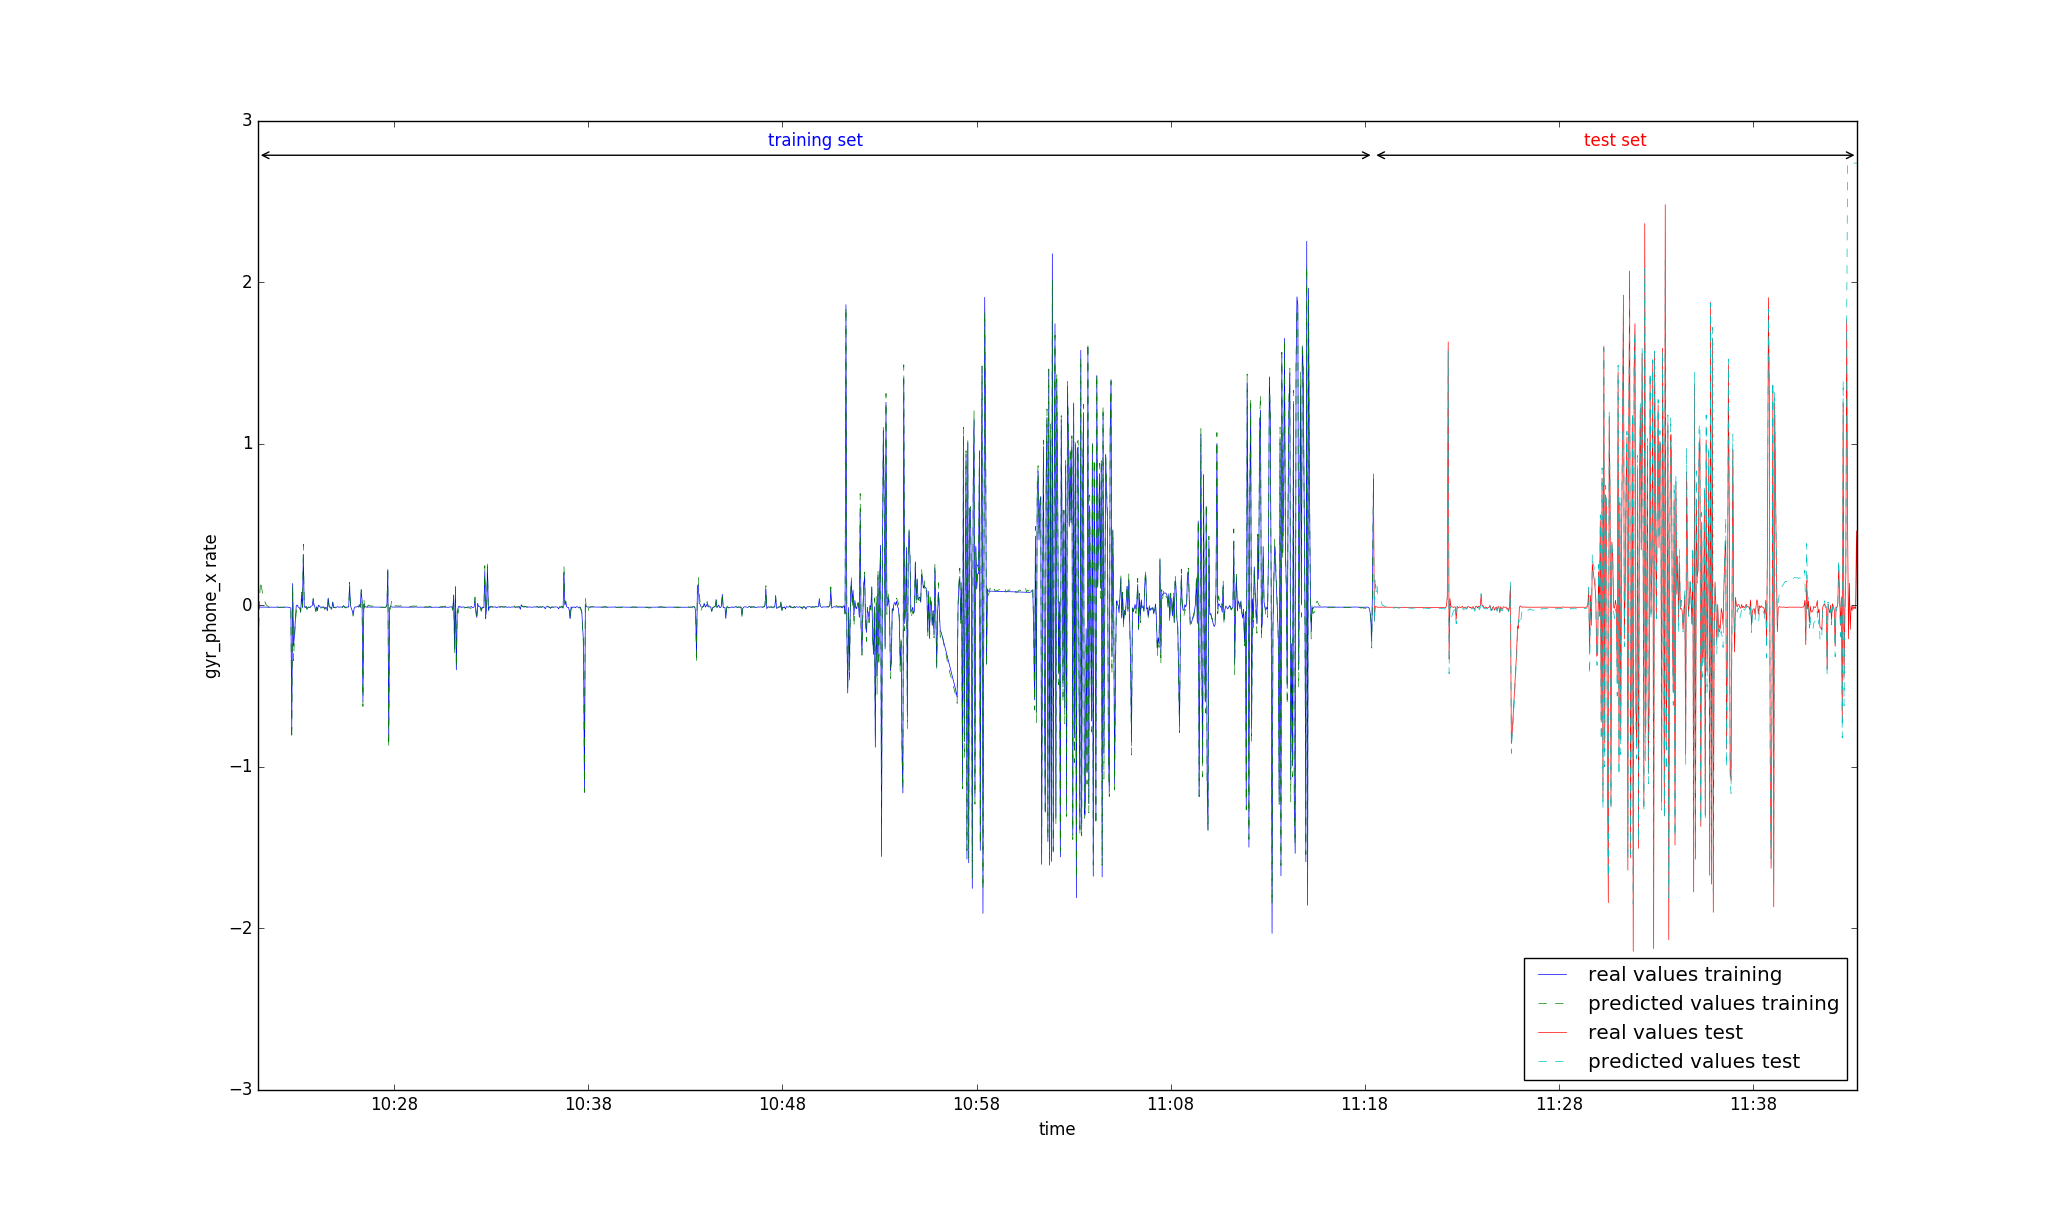 training set
test set
3
2
1
0
−1
−2
−3
gyr_phone_x rate
10:28 10:38 10:48 10:58 11:08 11:18 11:28 11:38
time
real values training
predicted values training
real values test
predicted values test